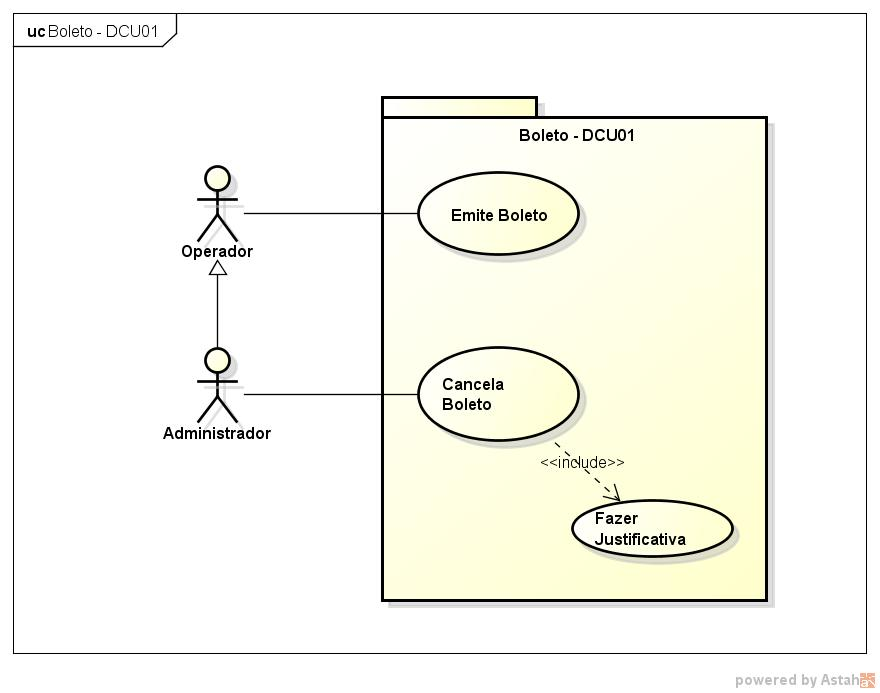 uc Boleto - DCU01
Boleto - DCU01
Emite Boleto
Operador
Cancela
Boleto
Administrador
<<include>>
Fazer
Justificativa
powered by Astah